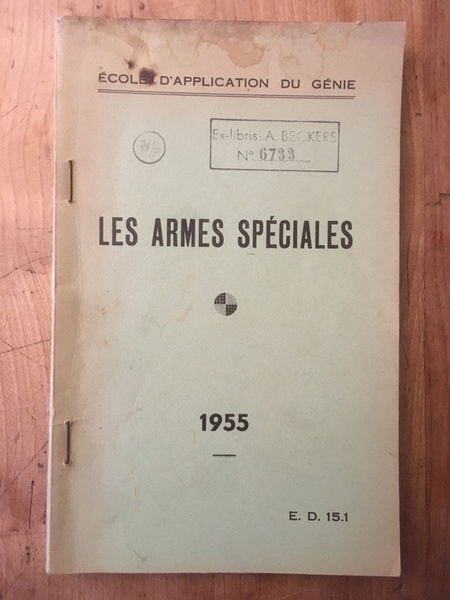 ÉCOLE D'APPLICATION DU GÉNIE
Ex-libris: A. BECKERS
N° 6733
LES ARMES SPÉCIALES
1955
E. D. 15.1